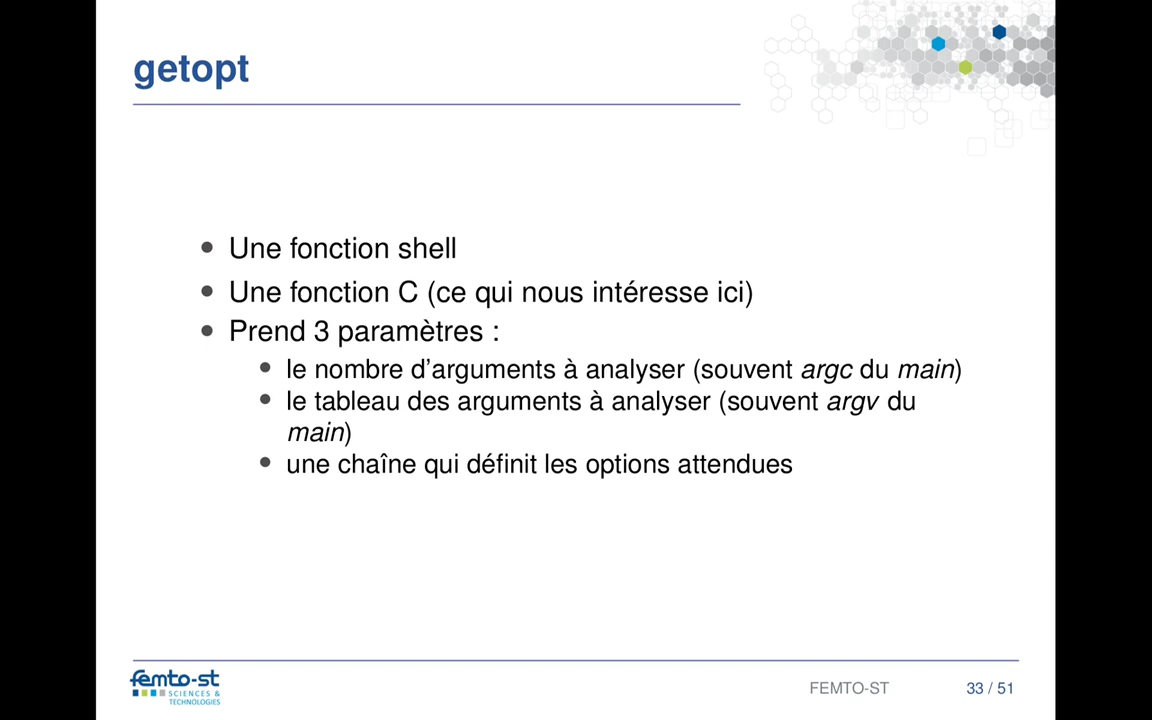 getopt
Une fonction shell
Une fonction C (ce qui nous intéresse ici)
Prend 3 paramètres :
le nombre d’arguments à analyser (souvent argc du main)
le tableau des arguments à analyser (souvent argv du
main)
une chaîne qui définit les options attendues
femto-st
SCIENCES &
TECHNOLOGIES
FEMTO-ST
33 / 51